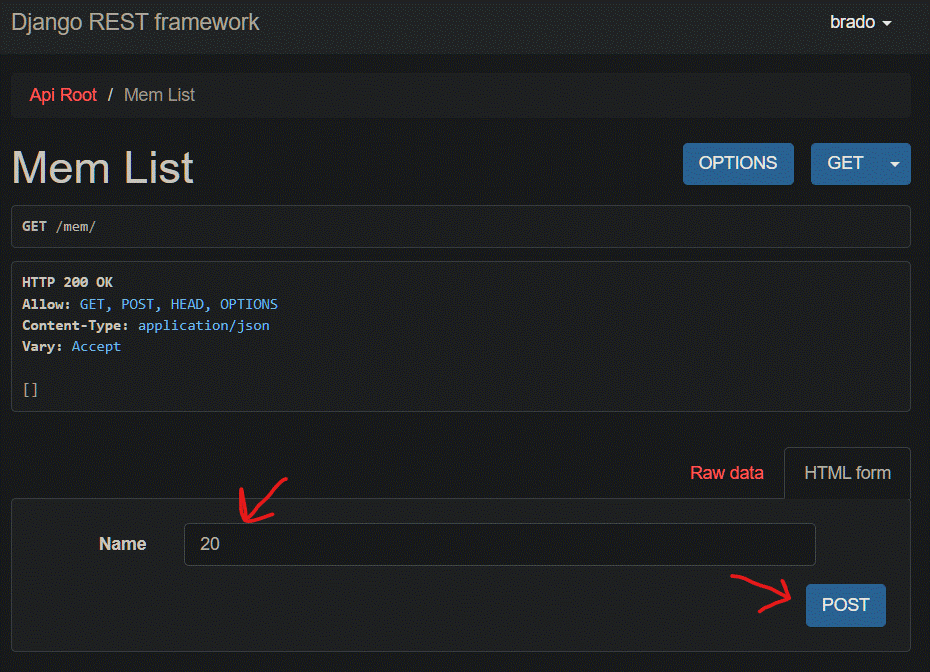 Django REST framework
brado
Api Root / Mem List
Mem List
OPTIONS
GET
GET /mem/
HTTP 200 OK
Allow: GET, POST, HEAD, OPTIONS
Content-Type: application/json
Vary: Accept
[]
Raw data
HTML form
Name
20
POST